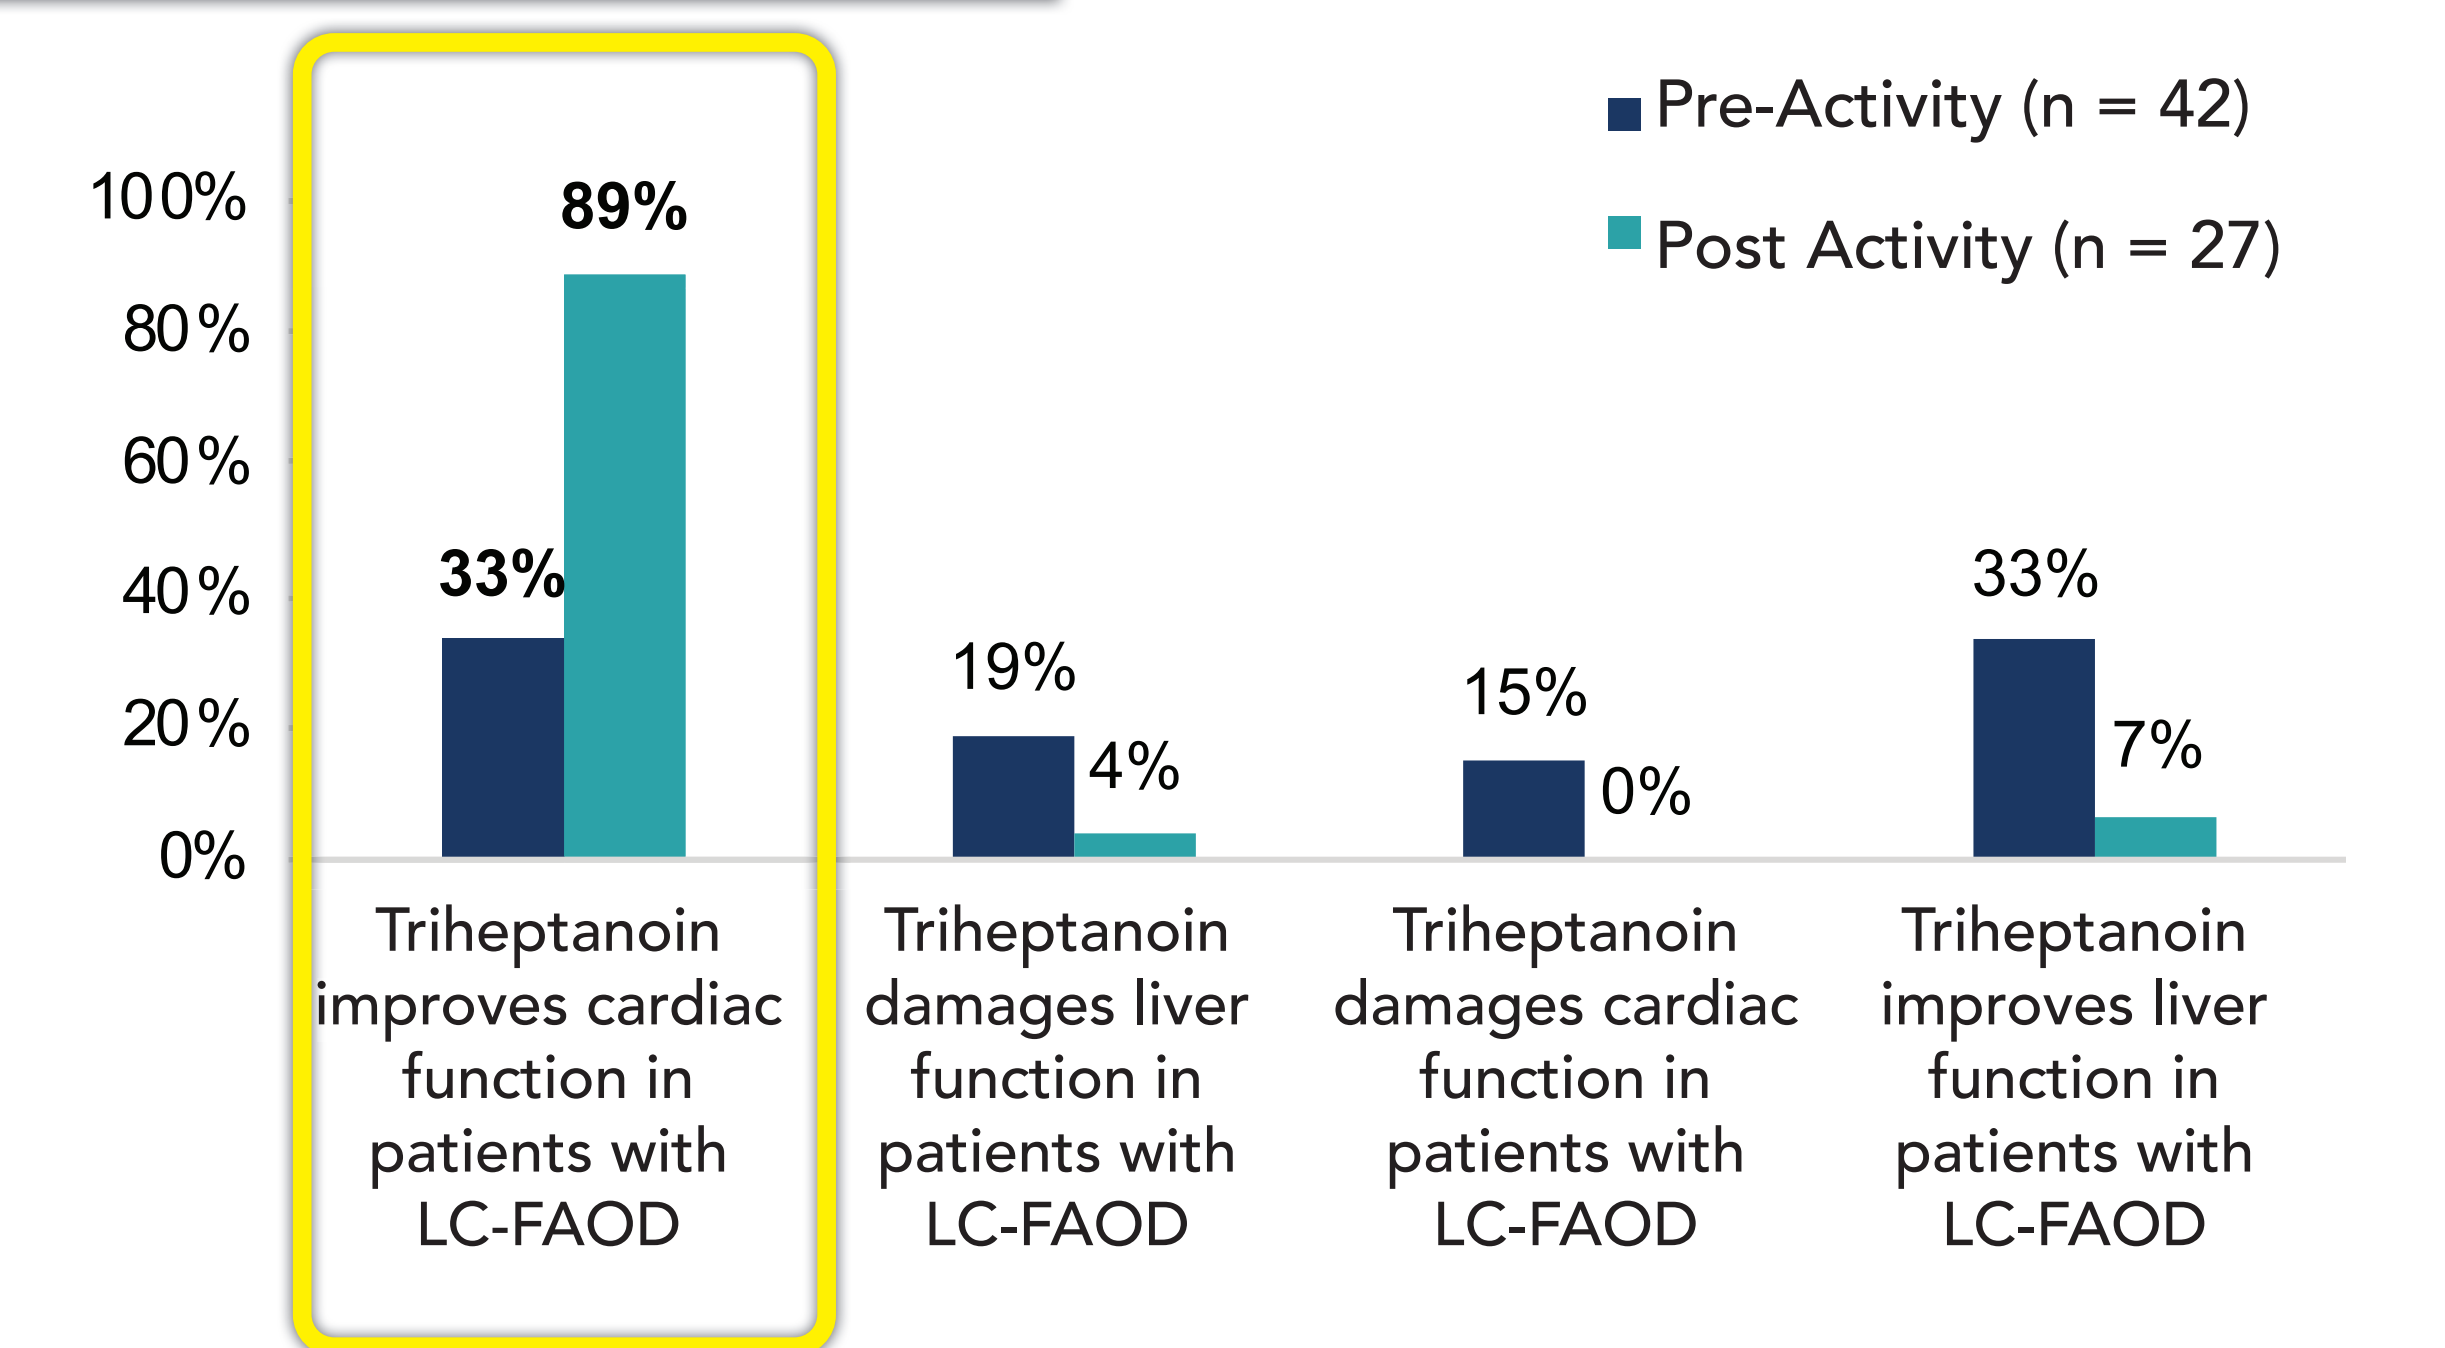 Pre-Activity (n = 42)
Post Activity (n = 27)
100%
80%
60%
40%
20%
0%
33%
89%
19%
4%
15%
0%
33%
7%
Triheptanoin
improves cardiac
function in
patients with
LC-FAOD
Triheptanoin
damages liver
function in
patients with
LC-FAOD
Triheptanoin
damages cardiac
function in
patients with
LC-FAOD
Triheptanoin
improves liver
function in
patients with
LC-FAOD